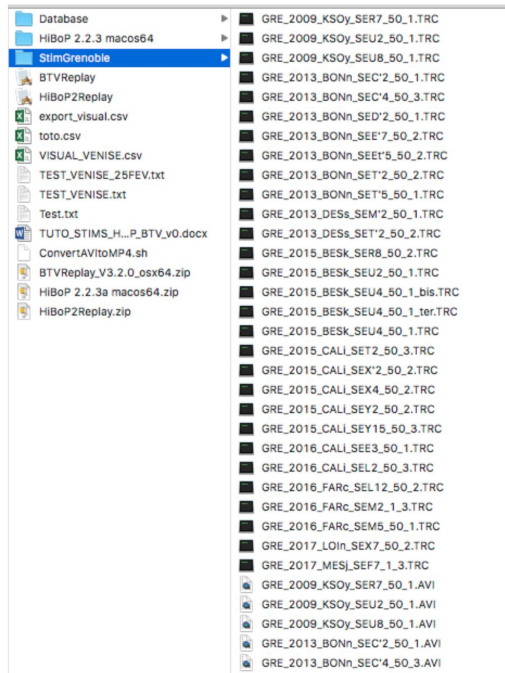 Database
HiBoP 2.2.3 macos64
StimGrenoble
BTVReplay
HiBoP2Replay
export_visual.csv
toto.csv
VISUAL_VENISE.csv
TEST_VENISE_25FEV.txt
TEST_VENISE.txt
Test.txt
TUTO_STIMS_H...P_BTV_v0.docx
ConvertAVItoMP4.sh
BTVReplay_V3.2.0_osx64.zip
HiBoP 2.2.3a macos64.zip
HiBoP2Replay.zip
GRE_2009_KSOy_SER7_50_1.TRC
GRE_2009_KSOy_SEU2_50_1.TRC
GRE_2009_KSOy_SEU8_50_1.TRC
GRE_2013_BONn_SEC'2_50_1.TRC
GRE_2013_BONn_SEC'4_50_3.TRC
GRE_2013_BONn_SED'2_50_1.TRC
GRE_2013_BONn_SEE'7_50_2.TRC
GRE_2013_BONn_SEEt'5_50_2.TRC
GRE_2013_BONn_SET'2_50_2.TRC
GRE_2013_BONn_SET'5_50_1.TRC
GRE_2013_DESs_SEM'2_50_1.TRC
GRE_2013_DESs_SET'2_50_2.TRC
GRE_2015_BESk_SER8_50_2.TRC
GRE_2015_BESk_SEU2_50_1.TRC
GRE_2015_BESk_SEU4_50_1_bis.TRC
GRE_2015_BESk_SEU4_50_1_ter.TRC
GRE_2015_BESk_SEU4_50_1.TRC
GRE_2015_CALi_SET2_50_3.TRC
GRE_2015_CALi_SEX'2_50_2.TRC
GRE_2015_CALi_SEX4_50_2.TRC
GRE_2015_CALi_SEY2_50_2.TRC
GRE_2015_CALi_SEY15_50_3.TRC
GRE_2016_CALi_SEE3_50_1.TRC
GRE_2016_CALi_SEL2_50_3.TRC
GRE_2016_FARc_SEL12_50_2.TRC
GRE_2016_FARc_SEM2_1_3.TRC
GRE_2016_FARc_SEM5_50_1.TRC
GRE_2017_LOIn_SEX7_50_2.TRC
GRE_2017_MESj_SEF7_1_3.TRC
GRE_2009_KSOy_SER7_50_1.AVI
GRE_2009_KSOy_SEU2_50_1.AVI
GRE_2009_KSOy_SEU8_50_1.AVI
GRE_2013_BONn_SEC'2_50_1.AVI
GRE_2013_BONn_SEC'4_50_3.AVI